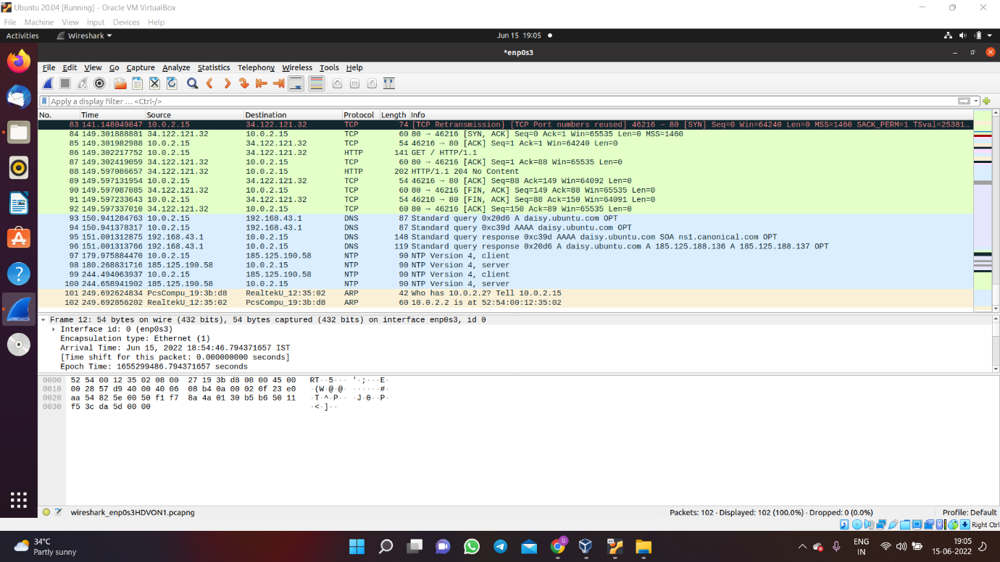 Ubuntu 20.04 [Running] - Oracle VM VirtualBox
File Machine View Input Devices Help
Activities Wireshark Jun 15 19:05
*enp0s3
File Edit View Go Capture Analyze Statistics Telephony Wireless Tools Help
Apply a display filter … <Ctrl-/>
No. Time Source Destination Protocol Length Info
83 141.148049847 10.0.2.15 34.122.121.32 TCP 74 [TCP Retransmission] [TCP Port numbers reused] 46216 → 80 [SYN] Seq=0 Win=64240 Len=0 MSS=1460 SACK_PERM=1 TSval=25381…
84 149.301888881 34.122.121.32 10.0.2.15 TCP 60 80 → 46216 [SYN, ACK] Seq=0 Ack=1 Win=65535 Len=0 MSS=1460
85 149.301982988 10.0.2.15 34.122.121.32 TCP 54 46216 → 80 [ACK] Seq=1 Ack=1 Win=64240 Len=0
86 149.302217752 10.0.2.15 34.122.121.32 HTTP 141 GET / HTTP/1.1
87 149.302419059 34.122.121.32 10.0.2.15 TCP 60 80 → 46216 [ACK] Seq=1 Ack=88 Win=65535 Len=0
88 149.597086657 34.122.121.32 10.0.2.15 HTTP 202 HTTP/1.1 204 No Content
89 149.597131954 10.0.2.15 34.122.121.32 TCP 54 46216 → 80 [ACK] Seq=88 Ack=149 Win=64092 Len=0
90 149.597087085 34.122.121.32 10.0.2.15 TCP 60 80 → 46216 [FIN, ACK] Seq=149 Ack=88 Win=65535 Len=0
91 149.597233643 10.0.2.15 34.122.121.32 TCP 54 46216 → 80 [FIN, ACK] Seq=88 Ack=150 Win=64091 Len=0
92 149.597337010 34.122.121.32 10.0.2.15 TCP 60 80 → 46216 [ACK] Seq=150 Ack=89 Win=65535 Len=0
93 150.941284763 10.0.2.15 192.168.43.1 DNS 87 Standard query 0x20d6 A daisy.ubuntu.com OPT
94 150.941378317 10.0.2.15 192.168.43.1 DNS 87 Standard query 0xc39d AAAA daisy.ubuntu.com OPT
95 151.001312875 192.168.43.1 10.0.2.15 DNS 148 Standard query response 0xc39d AAAA daisy.ubuntu.com SOA ns1.canonical.com OPT
96 151.001313766 192.168.43.1 10.0.2.15 DNS 119 Standard query response 0x20d6 A daisy.ubuntu.com A 185.125.188.136 A 185.125.188.137 OPT
97 179.975884470 10.0.2.15 185.125.190.58 NTP 90 NTP Version 4, client
98 180.268831716 185.125.190.58 10.0.2.15 NTP 90 NTP Version 4, server
99 244.494063937 10.0.2.15 185.125.190.58 NTP 90 NTP Version 4, client
100 244.658941902 185.125.190.58 10.0.2.15 NTP 90 NTP Version 4, server
101 249.692624834 PcsCompu_19:3b:d8 RealtekU_12:35:02 ARP 42 Who has 10.0.2.2? Tell 10.0.2.15
102 249.692856202 RealtekU_12:35:02 PcsCompu_19:3b:d8 ARP 60 10.0.2.2 is at 52:54:00:12:35:02
Frame 12: 54 bytes on wire (432 bits), 54 bytes captured (432 bits) on interface enp0s3, id 0
Interface id: 0 (enp0s3)
Encapsulation type: Ethernet (1)
Arrival Time: Jun 15, 2022 18:54:46.794371657 IST
[Time shift for this packet: 0.000000000 seconds]
Epoch Time: 1655299486.794371657 seconds
0000 52 54 00 12 35 02 08 00 27 19 3b d8 08 00 45 00 RT··5··· '·;···E·
0010 00 28 57 d9 40 00 40 06 08 b4 0a 00 02 0f 23 e0 ·(W·@·@· ······#·
0020 aa 54 82 5e 00 50 f1 f7 8a 4a 01 30 b5 b6 50 11 ·T·^·P·· ·J·0··P·
0030 f5 3c da 5d 00 00 ·<·]··
wireshark_enp0s3HDVON1.pcapng Packets: 102 · Displayed: 102 (100.0%) · Dropped: 0 (0.0%) Profile: Default
Right Ctrl
34°C
Partly sunny
G
ENG
IN
19:05
15-06-2022